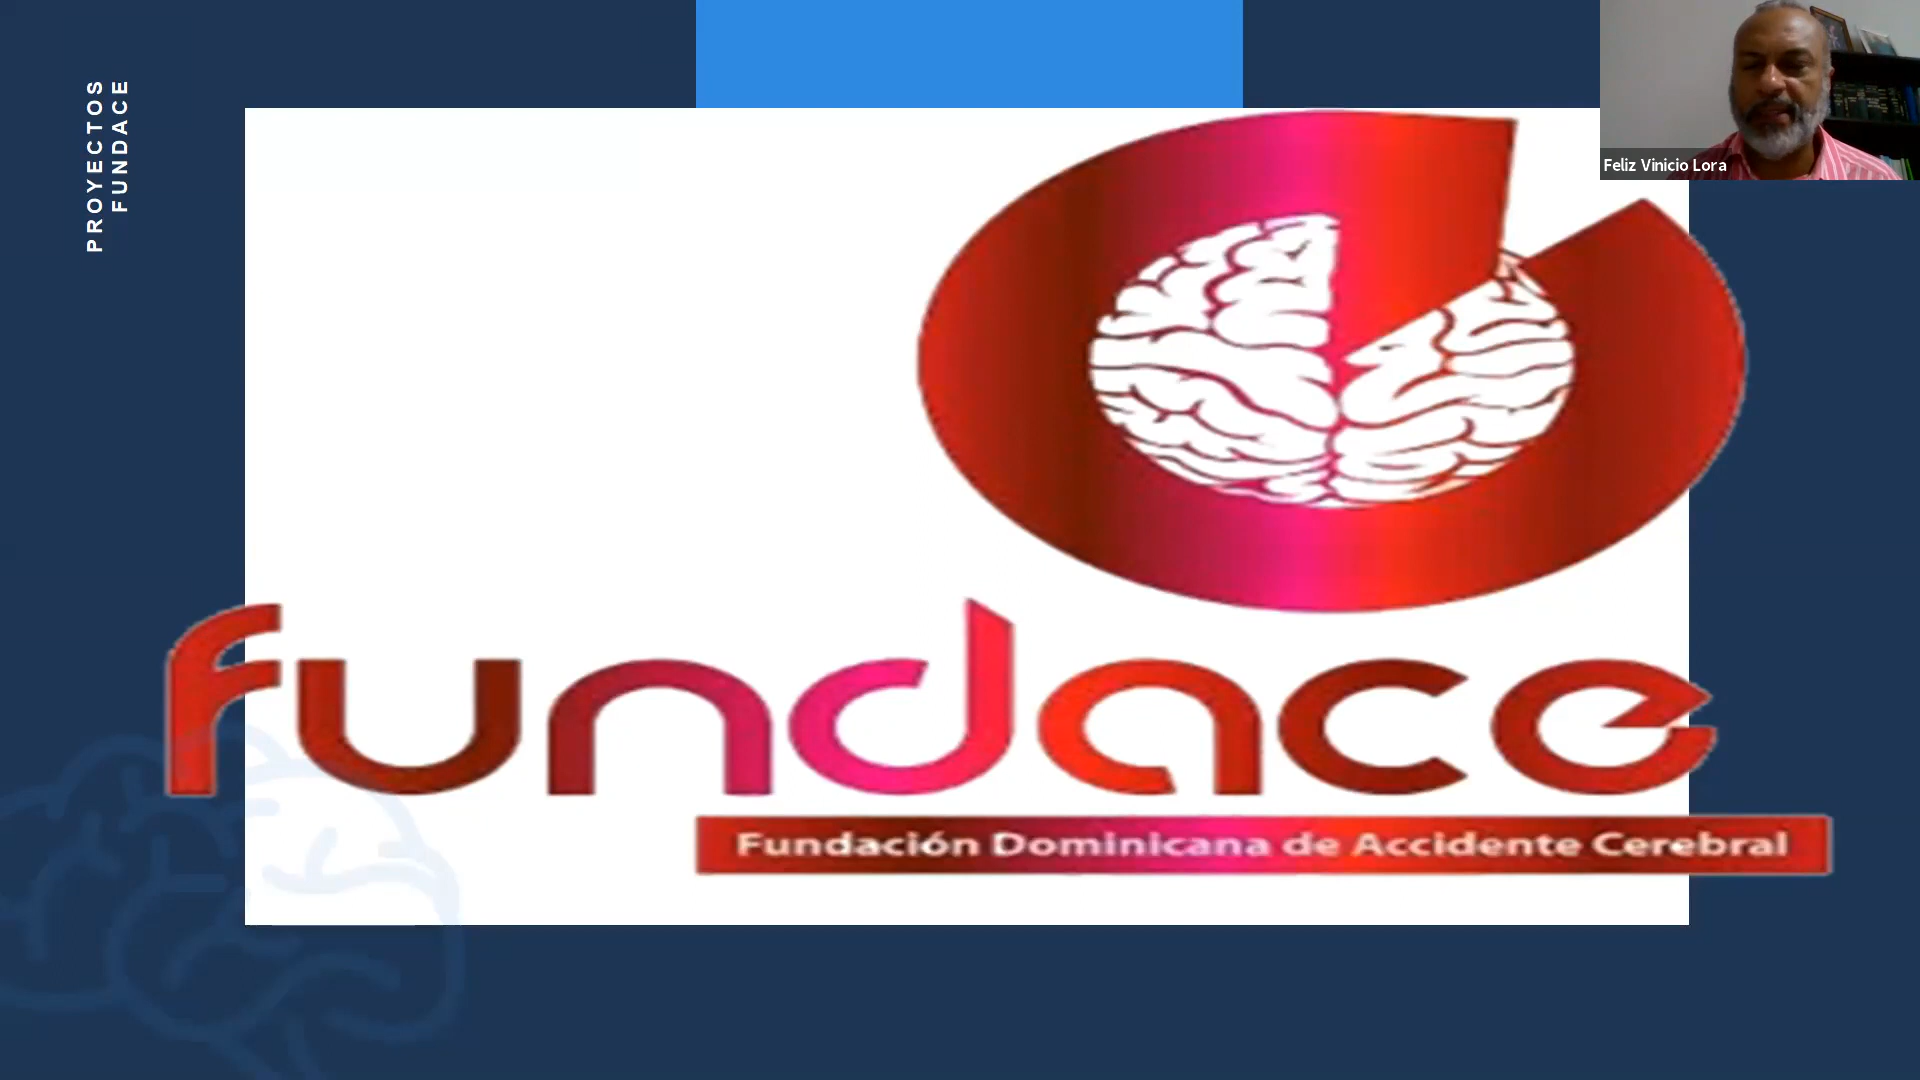 PROYECTOS
FUNDACE
Feliz Vinicio Lora
fundace
Fundación Dominicana de Accidente Cerebral